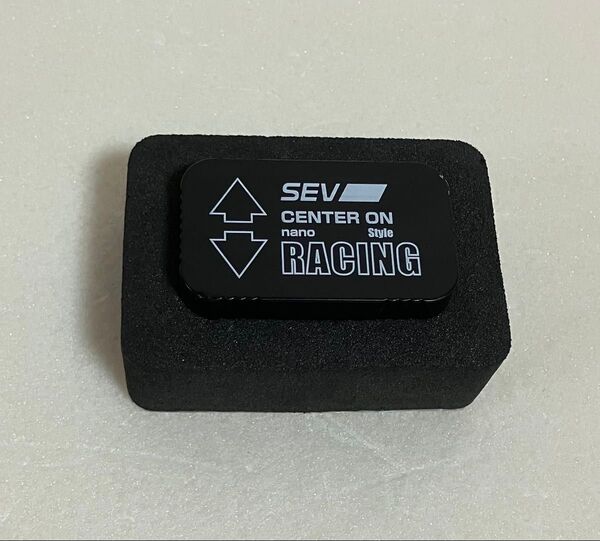 SEV
CENTER ON
nano Style
RACING